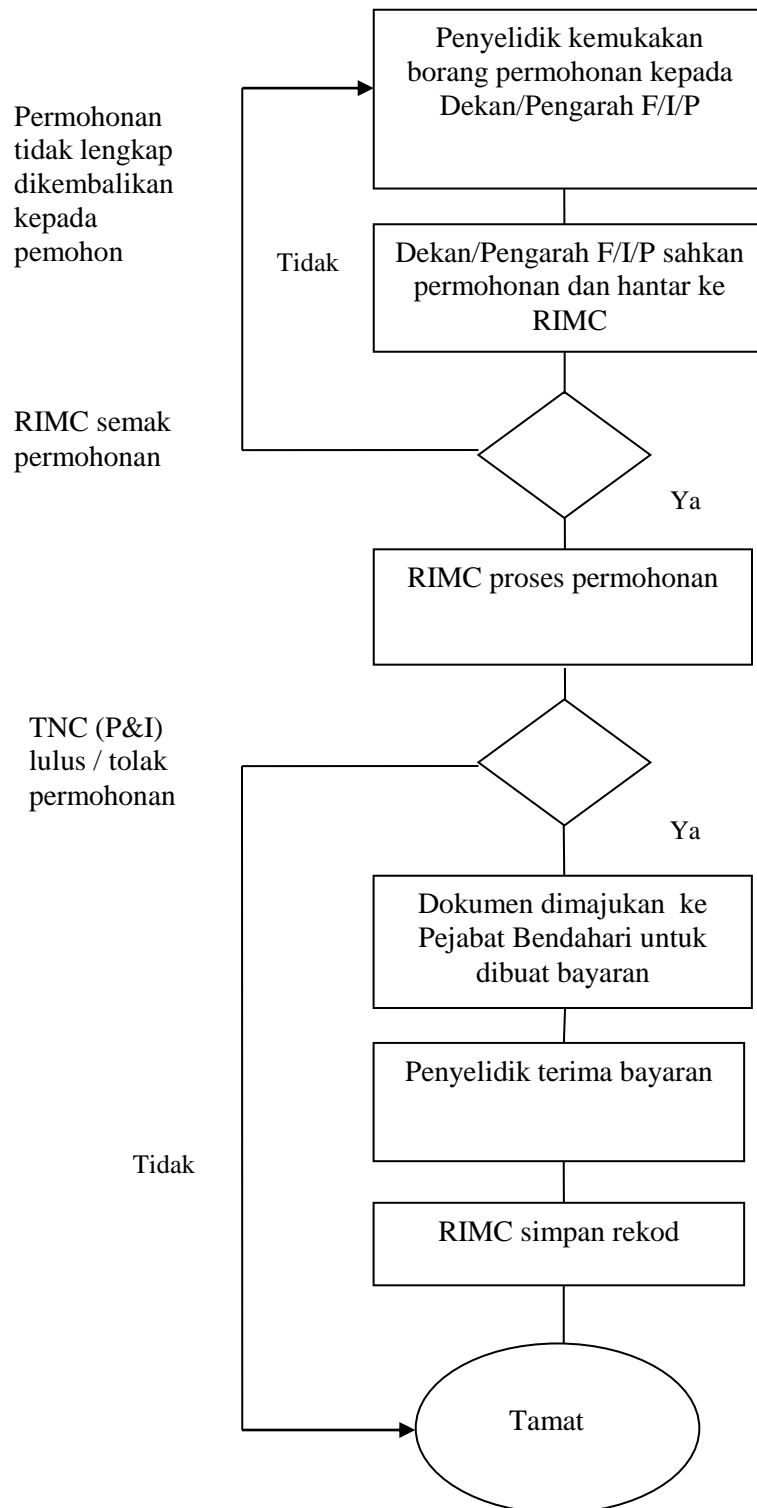 Penyelidik kemukakan
borang permohonan kepada
Dekan/Pengarah F/I/P
Permohonan
tidak lengkap
dikembalikan
kepada
pemohon
Tidak
Dekan/Pengarah F/I/P sahkan
permohonan dan hantar ke
RIMC
RIMC semak
permohonan
Ya
RIMC proses permohonan
TNC (P&I)
lulus / tolak
permohonan
Ya
Dokumen dimajukan ke
Pejabat Bendahari untuk
dibuat bayaran
Penyelidik terima bayaran
Tidak
RIMC simpan rekod
Tamat